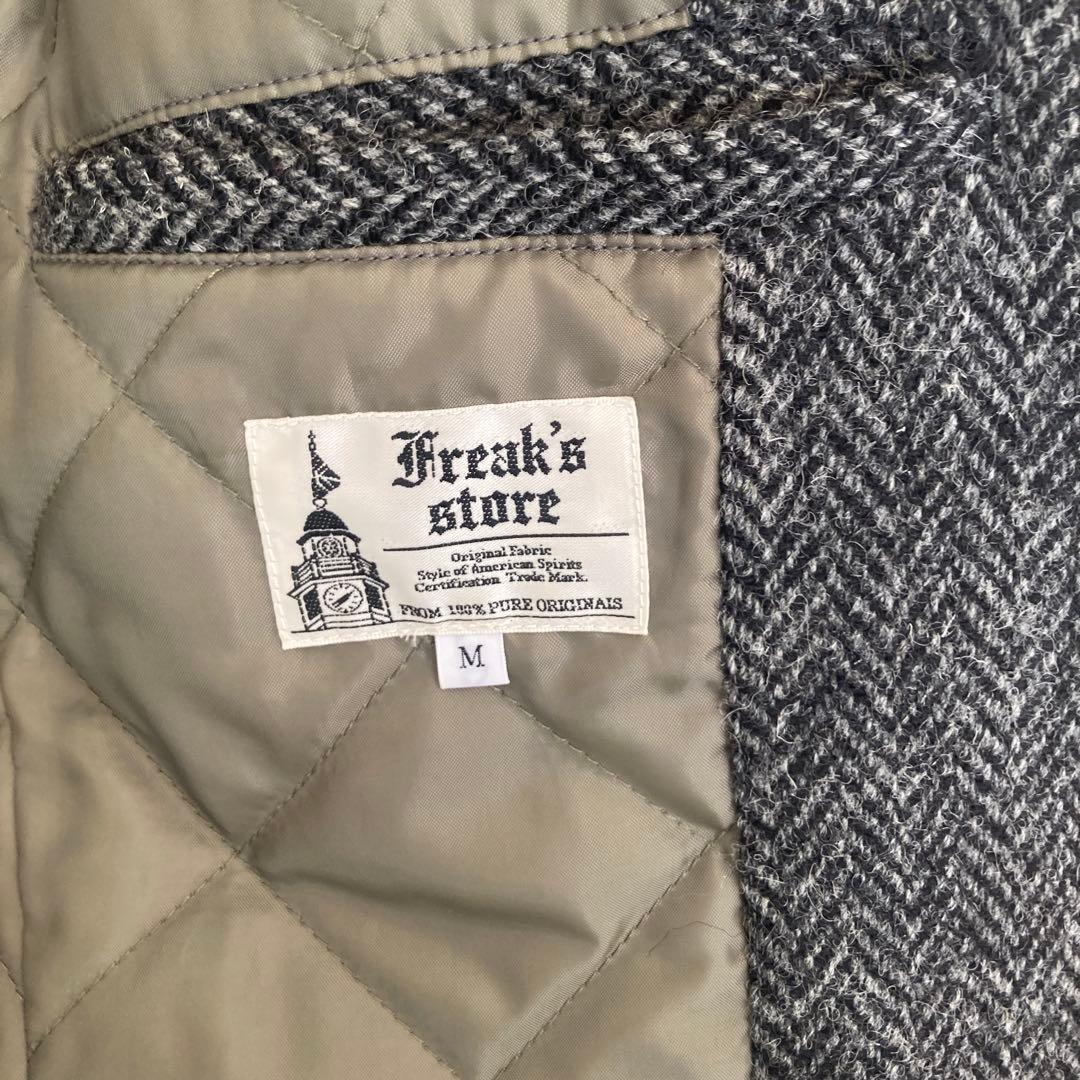 Freak's
store
Original Fabric
Style of American Spirits
Certification Trade Mark.
FROM 100% PURE ORIGINALS
M